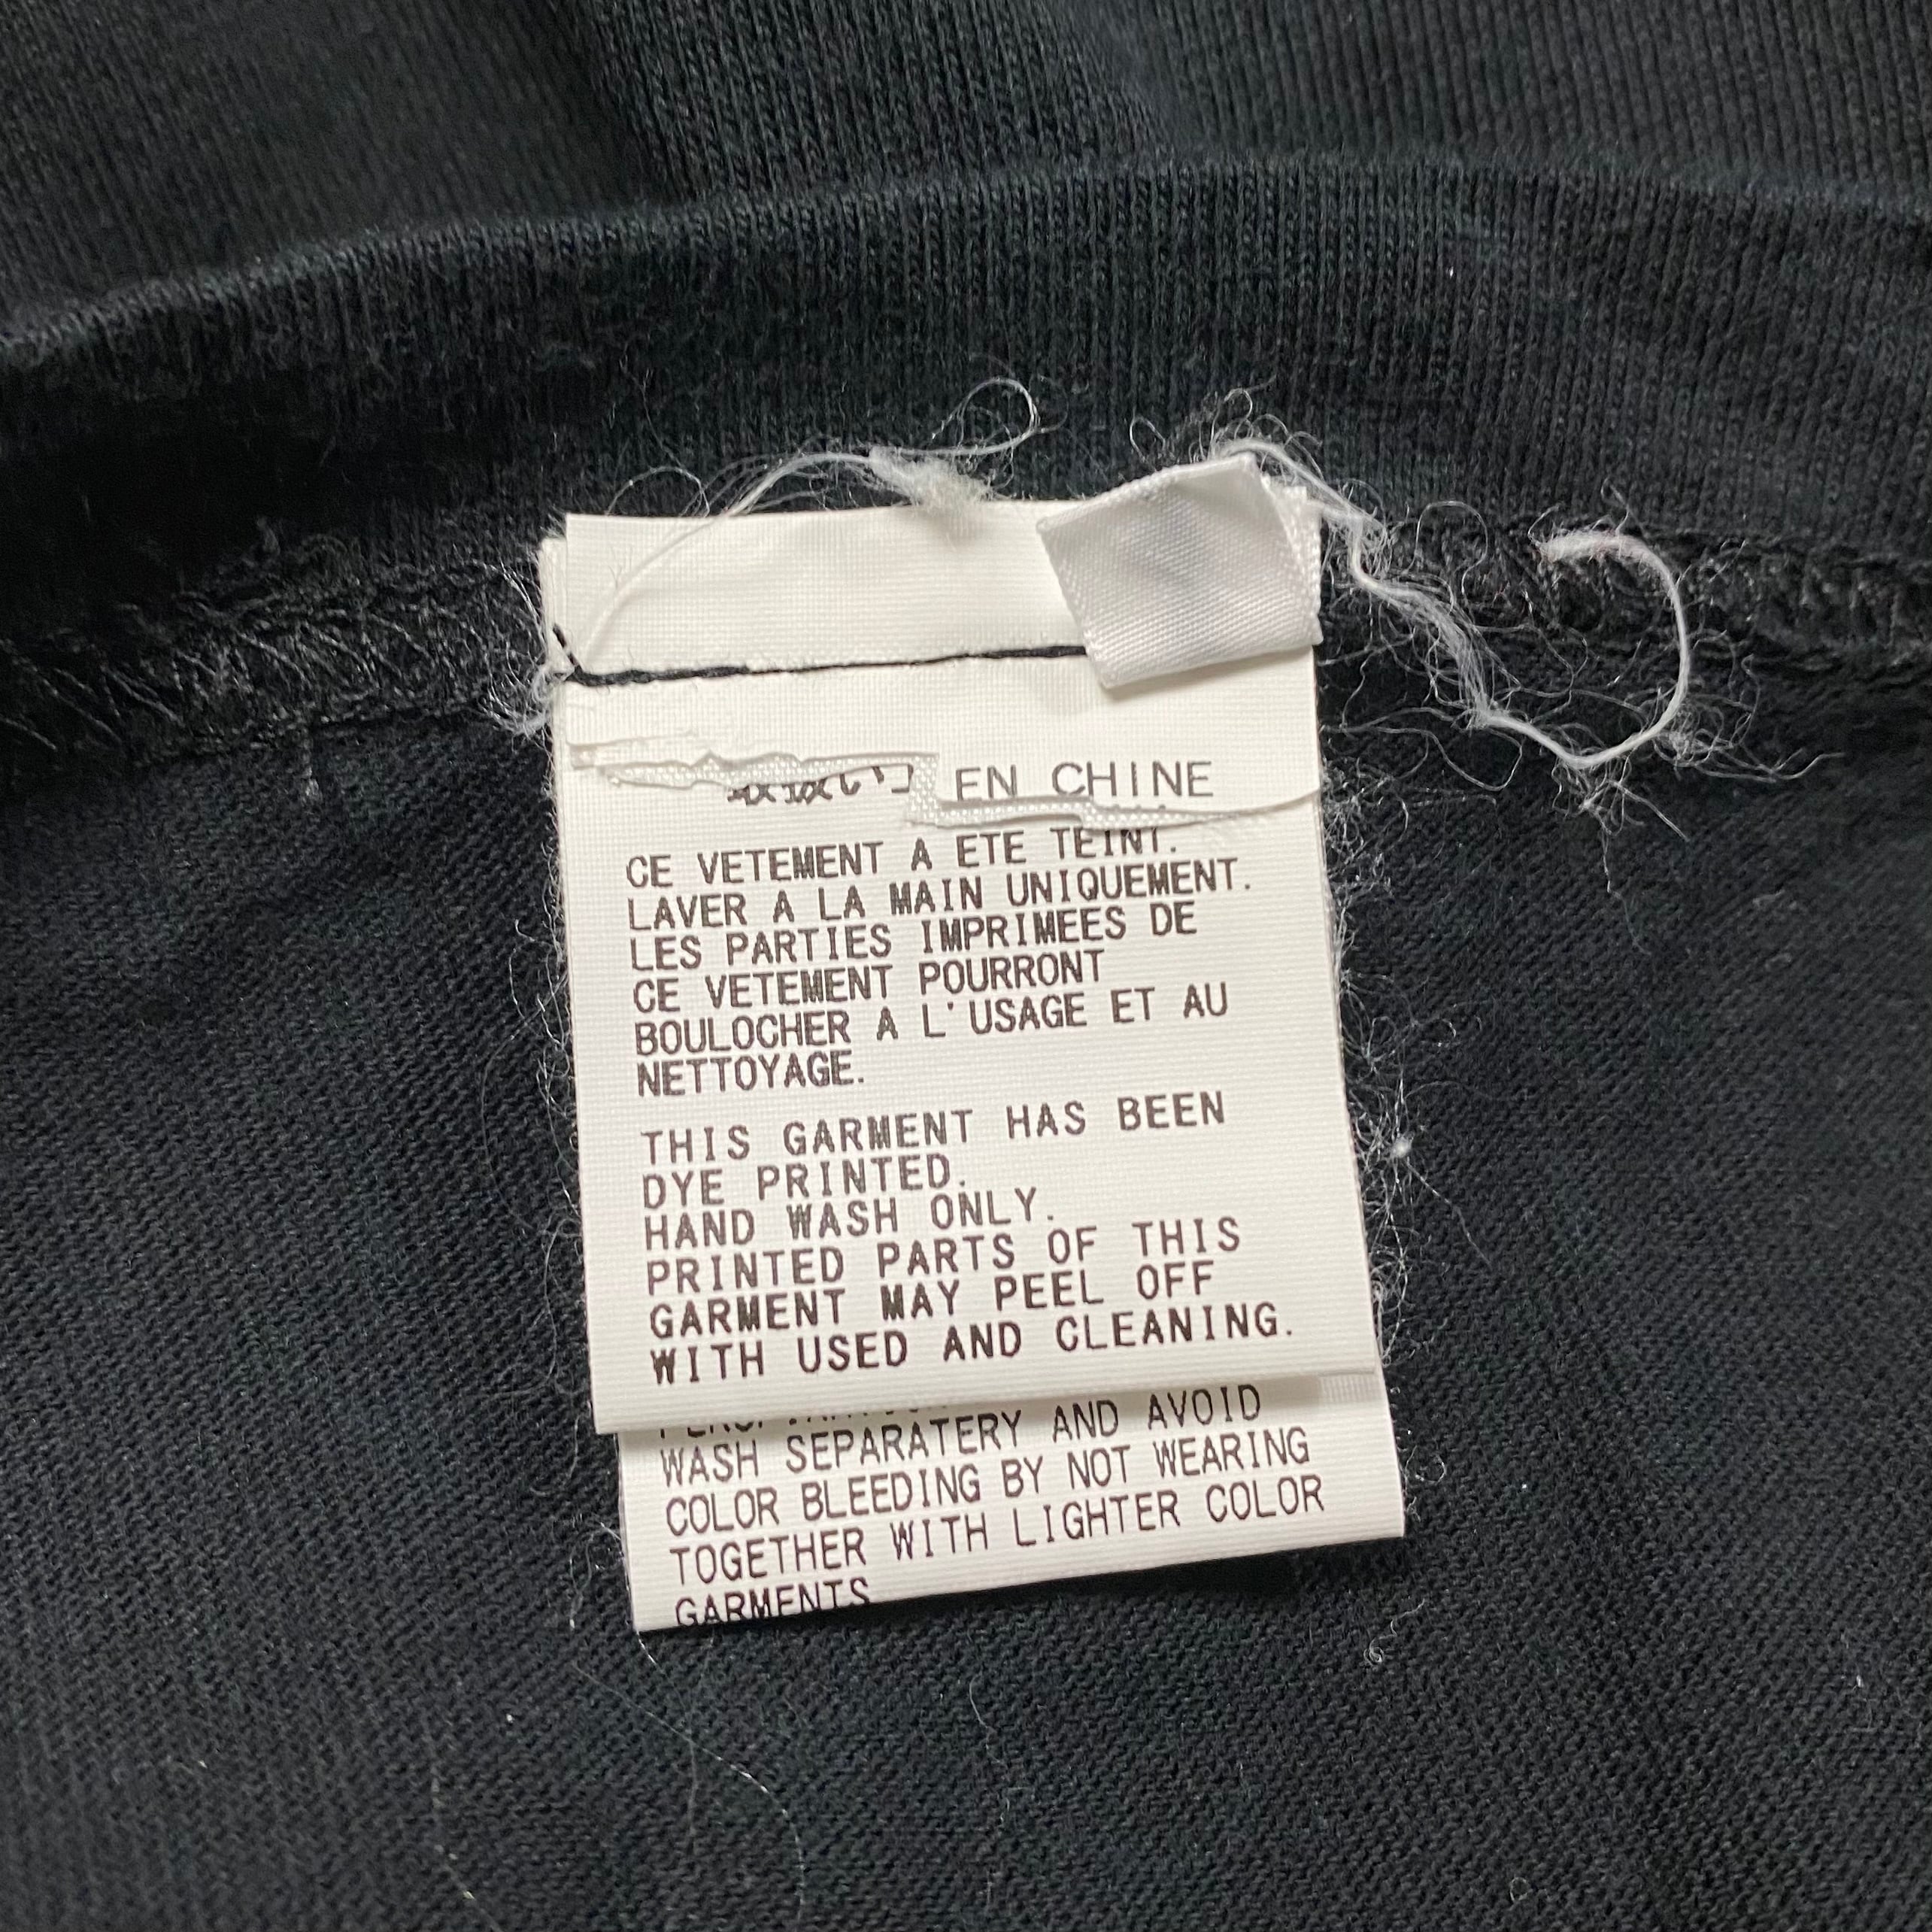 EN CHINE
CE VETEMENT A ETE TEINT.
LAVER A LA MAIN UNIQUEMENT.
LES PARTIES IMPRIMEES DE
CE VETEMENT POURRONT
BOULOCHER A L'USAGE ET AU
NETTOYAGE.
THIS GARMENT HAS BEEN
DYE PRINTED.
HAND WASH ONLY.
PRINTED PARTS OF THIS
GARMENT MAY PEEL OFF
WITH USED AND CLEANING.
WASH SEPARATERY AND AVOID
COLOR BLEEDING BY NOT WEARING
TOGETHER WITH LIGHTER COLOR
GARMENTS